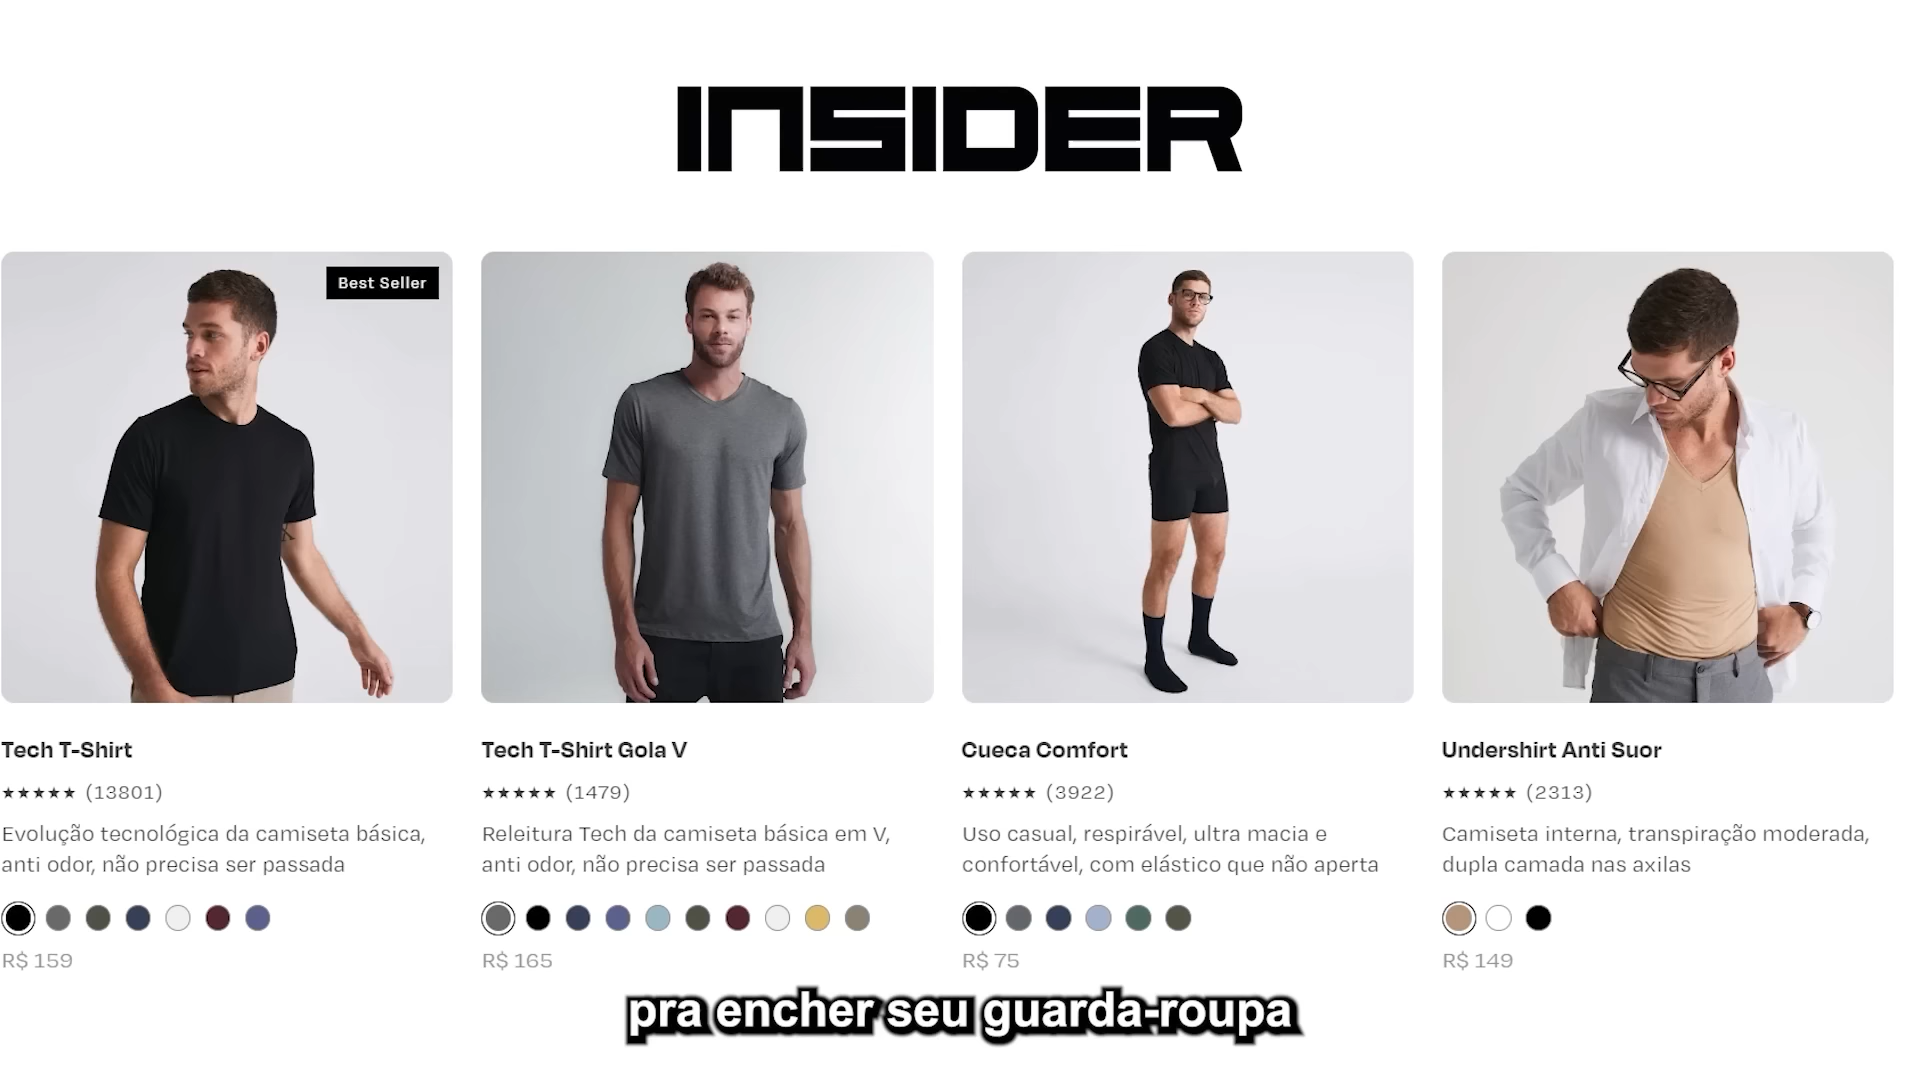 INSIDER
Best Seller
Tech T-Shirt
★★★★★ (13801)
Evolução tecnológica da camiseta básica,
anti odor, não precisa ser passada
R$ 159
Tech T-Shirt Gola V
★★★★★ (1479)
Releitura Tech da camiseta básica em V,
anti odor, não precisa ser passada
R$ 165
Cueca Comfort
★★★★★ (3922)
Uso casual, respirável, ultra macia e
confortável, com elástico que não aperta
R$ 75
Undershirt Anti Suor
★★★★★ (2313)
Camiseta interna, transpiração moderada,
dupla camada nas axilas
R$ 149
pra encher seu guarda-roupa